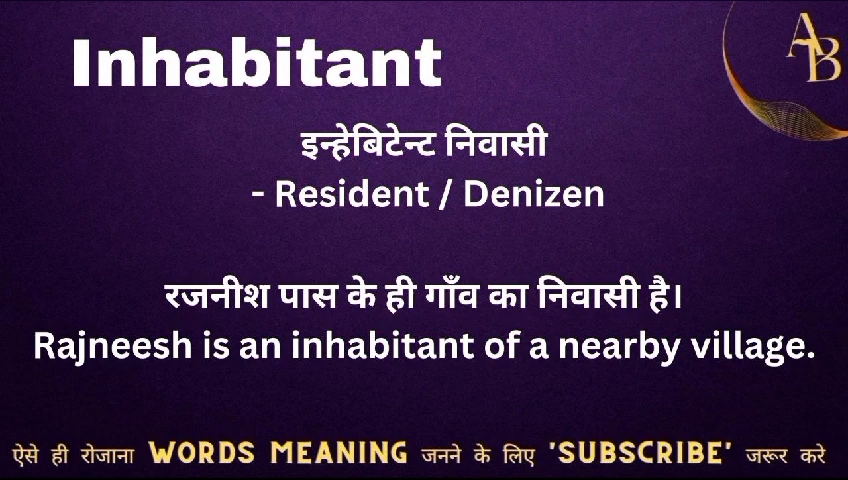 Inhabitant
AB
इन्हेबिटेन्ट निवासी
- Resident / Denizen
रजनीश पास के ही गाँव का निवासी है।
Rajneesh is an inhabitant of a nearby village.
ऐसे ही रोजाना WORDS MEANING जनने के लिए 'SUBSCRIBE' जरूर करे